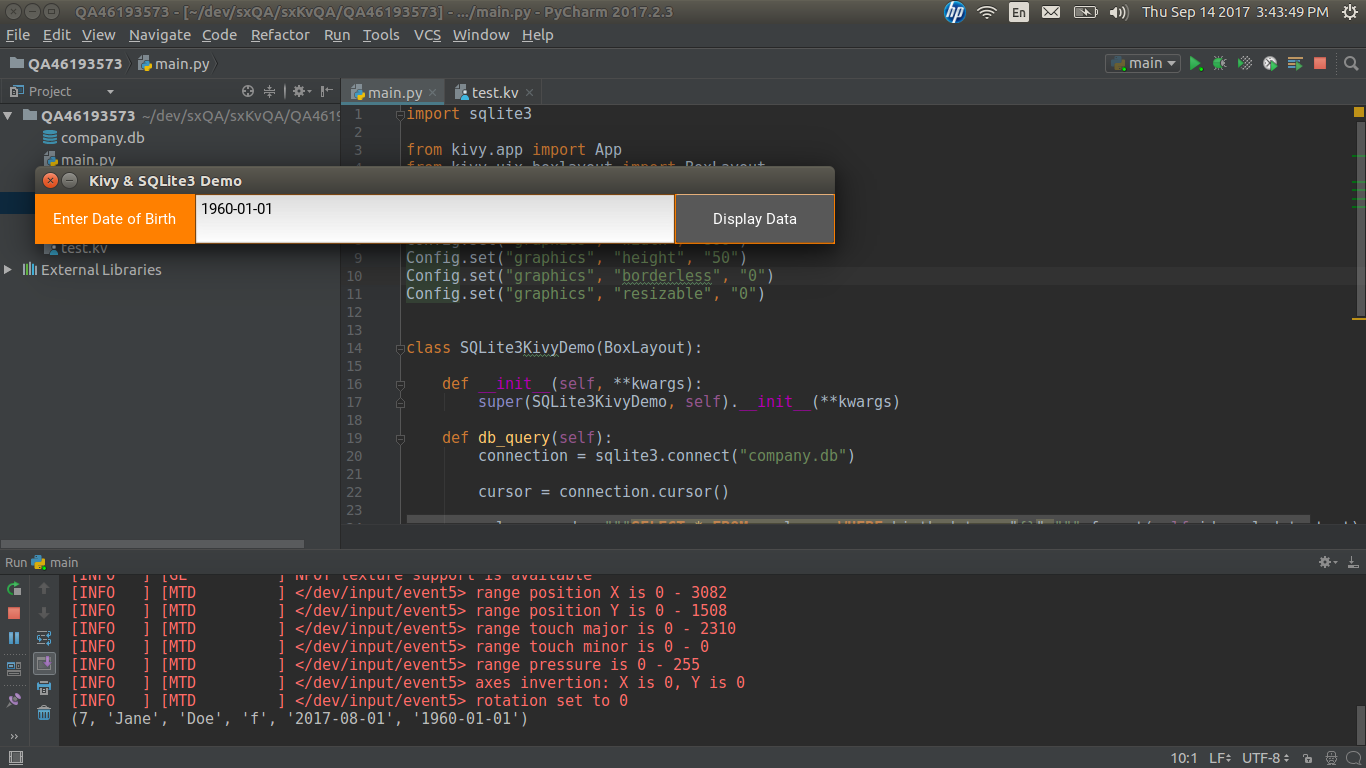 QA46193573 - [~/dev/sxQA/sxKvQA/QA46193573] - .../main.py - PyCharm 2017.2.3
En
Thu Sep 14 2017 3:43:49 PM
File Edit View Navigate Code Refactor Run Tools VCS Window Help
QA46193573 main.py
main
Project
main.py test.kv
QA46193573 ~/dev/sxQA/sxKvQA/QA4619
company.db
main.py
Kivy & SQLite3 Demo
Enter Date of Birth
1960-01-01
Display Data
test.kv
External Libraries
1 import sqlite3
2
3 from kivy.app import App
from kivy.uix.boxlayout import BoxLayout
9 Config.set("graphics", "height", "50")
10 Config.set("graphics", "borderless", "0")
11 Config.set("graphics", "resizable", "0")
12
13
14 class SQLite3KivyDemo(BoxLayout):
15
16 def __init__(self, **kwargs):
17 super(SQLite3KivyDemo, self).__init__(**kwargs)
18
19 def db_query(self):
20 connection = sqlite3.connect("company.db")
21
22 cursor = connection.cursor()
23
Run main
[INFO ] [GL ] NPOT texture support is available
[INFO ] [MTD ] </dev/input/event5> range position X is 0 - 3082
[INFO ] [MTD ] </dev/input/event5> range position Y is 0 - 1508
[INFO ] [MTD ] </dev/input/event5> range touch major is 0 - 2310
[INFO ] [MTD ] </dev/input/event5> range touch minor is 0 - 0
[INFO ] [MTD ] </dev/input/event5> range pressure is 0 - 255
[INFO ] [MTD ] </dev/input/event5> axes invertion: X is 0, Y is 0
[INFO ] [MTD ] </dev/input/event5> rotation set to 0
(7, 'Jane', 'Doe', 'f', '2017-08-01', '1960-01-01')
10:1 LF UTF-8